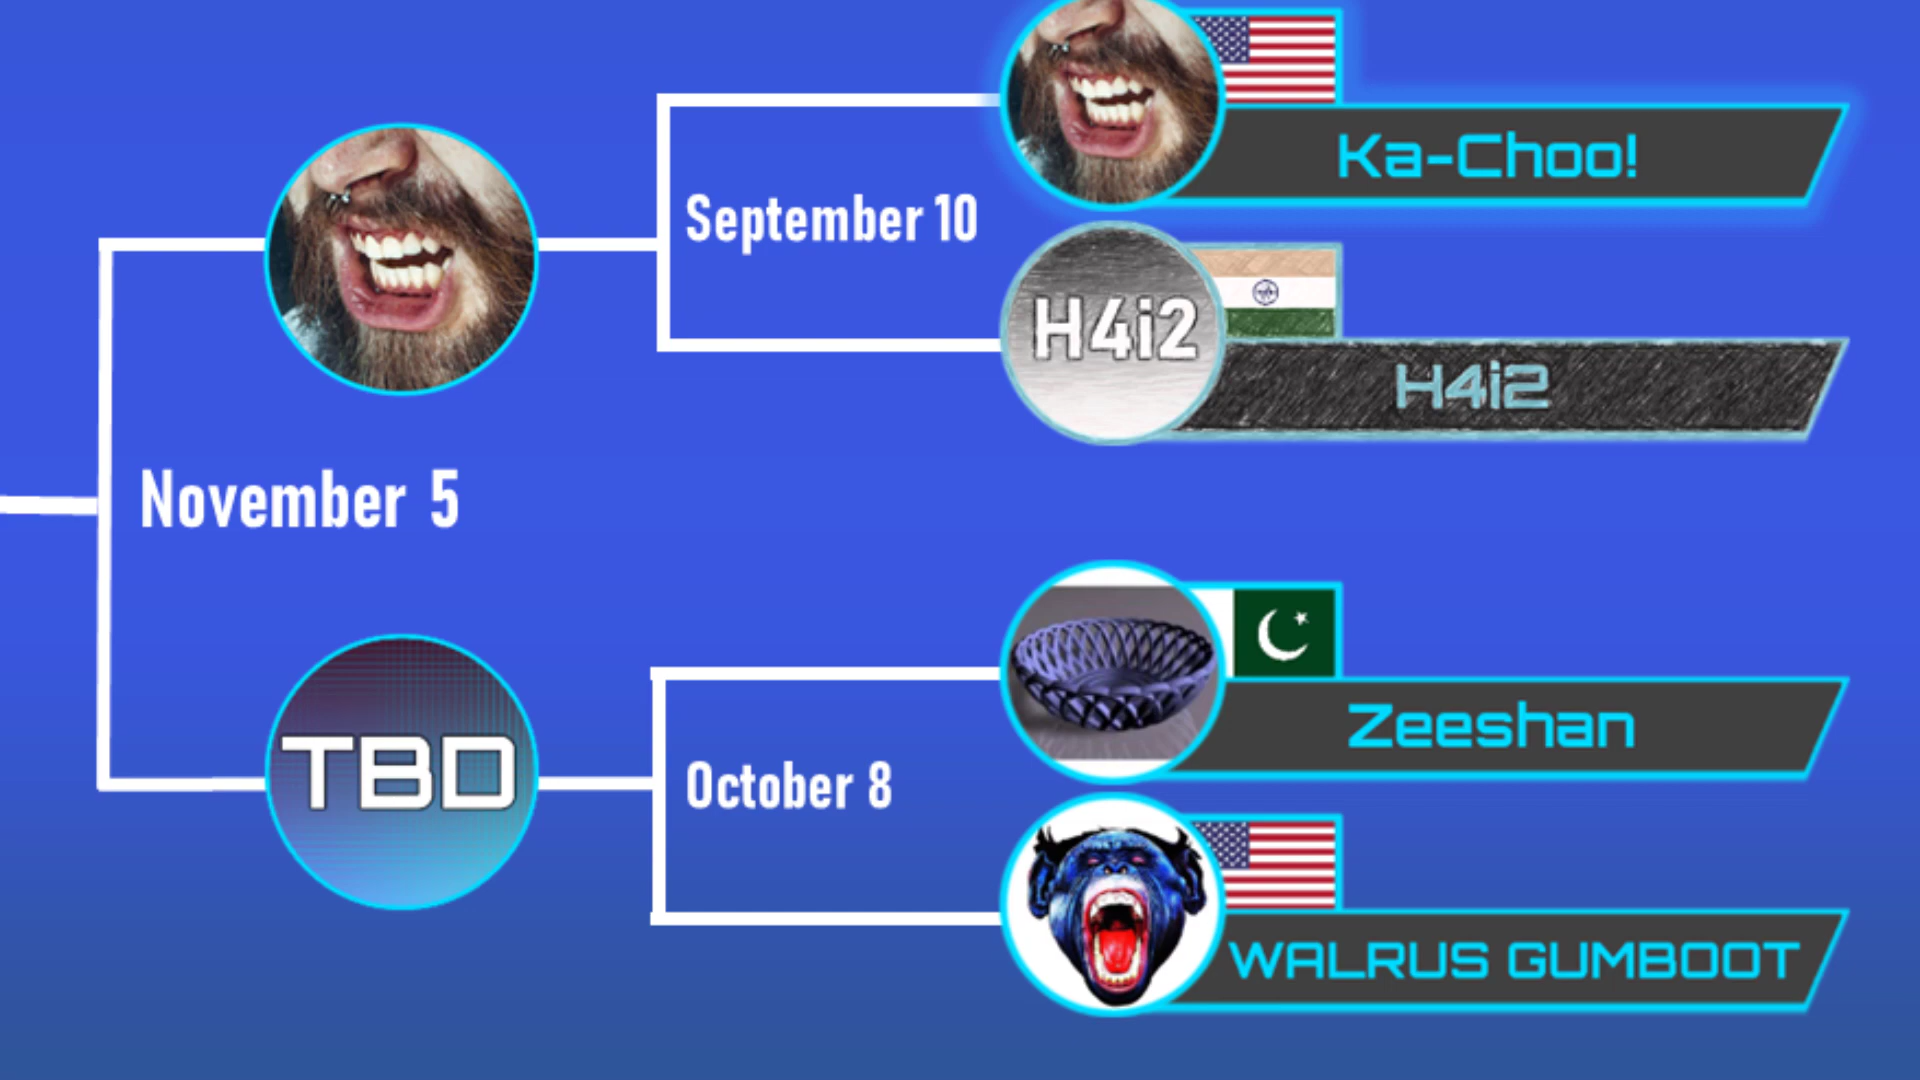 Ka-Choo!
September 10
H4i2
H4i2
November 5
Zeeshan
TBD
October 8
WALRUS GUMBOOT